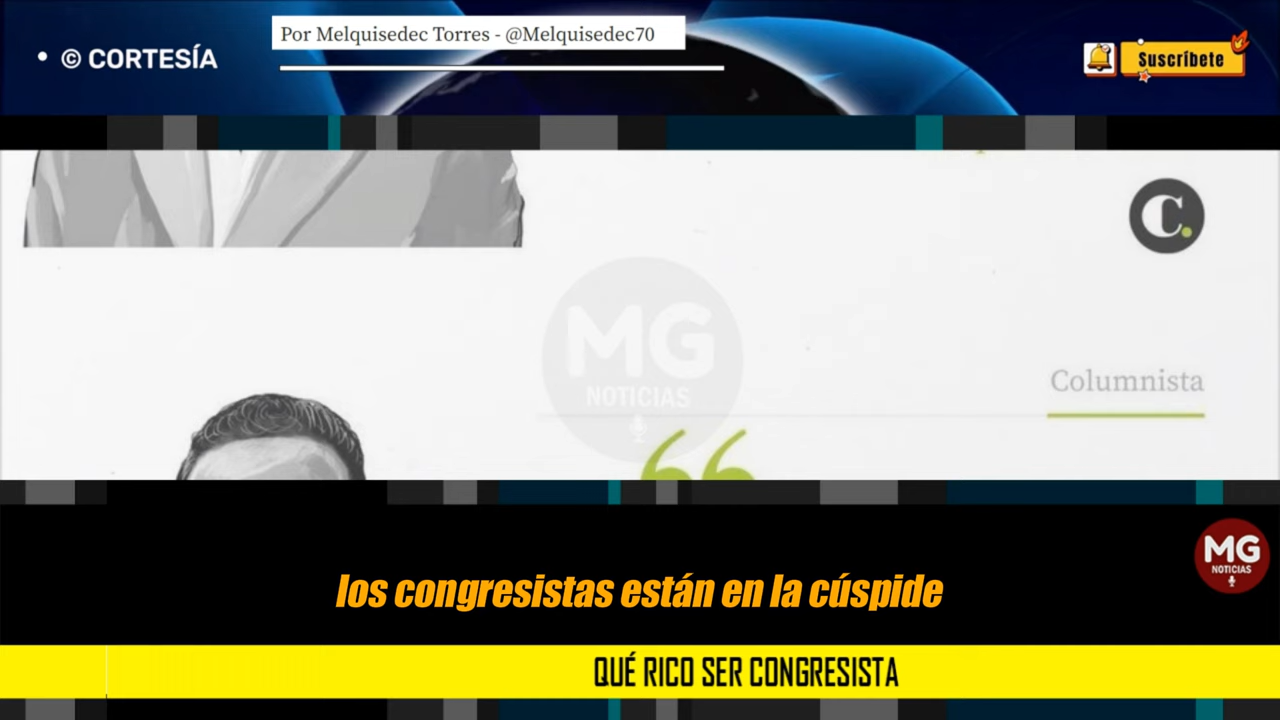 Por Melquisedec Torres - @Melquisedec70
• © CORTESÍA
Suscríbete
C.
MG
NOTICIAS
Columnista
“
MG
NOTICIAS
los congresistas están en la cúspide
QUÉ RICO SER CONGRESISTA